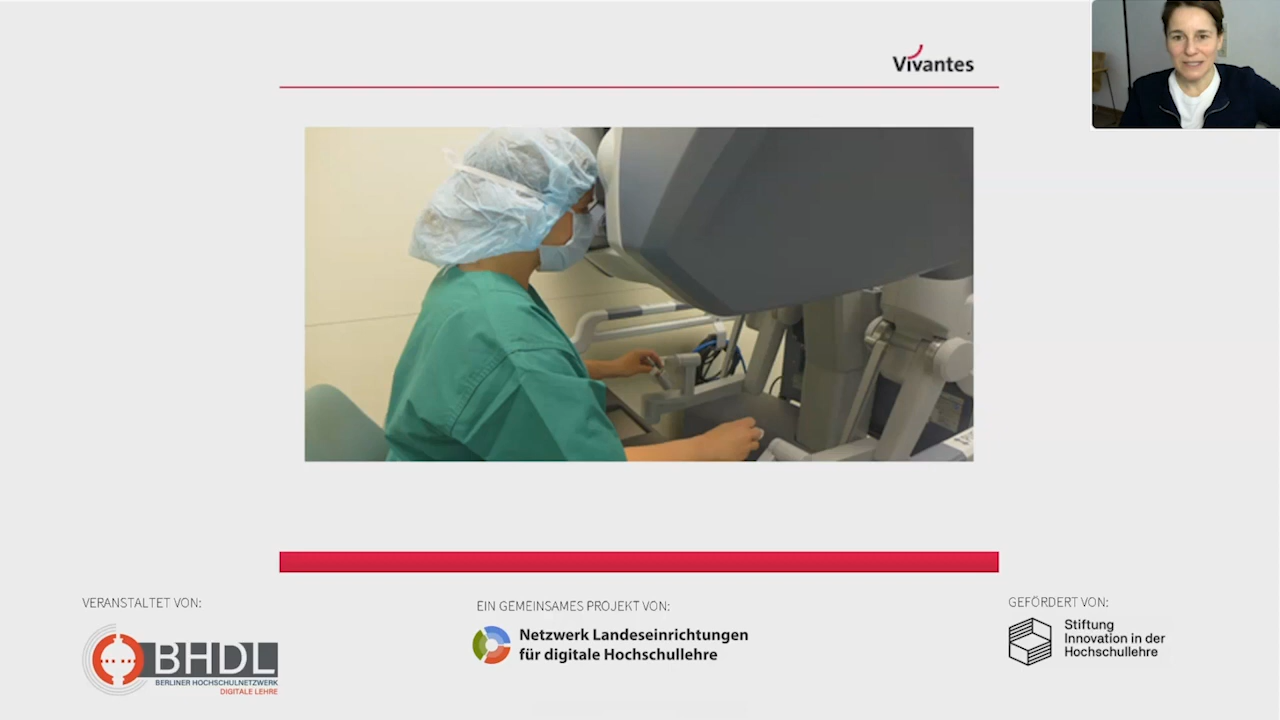 Vivantes
VERANSTALTET VON:
BHDL
BERLINER HOCHSCHULNETZWERK
DIGITALE LEHRE
EIN GEMEINSAMES PROJEKT VON:
Netzwerk Landeseinrichtungen
für digitale Hochschullehre
GEFÖRDERT VON:
Stiftung
Innovation in der
Hochschullehre